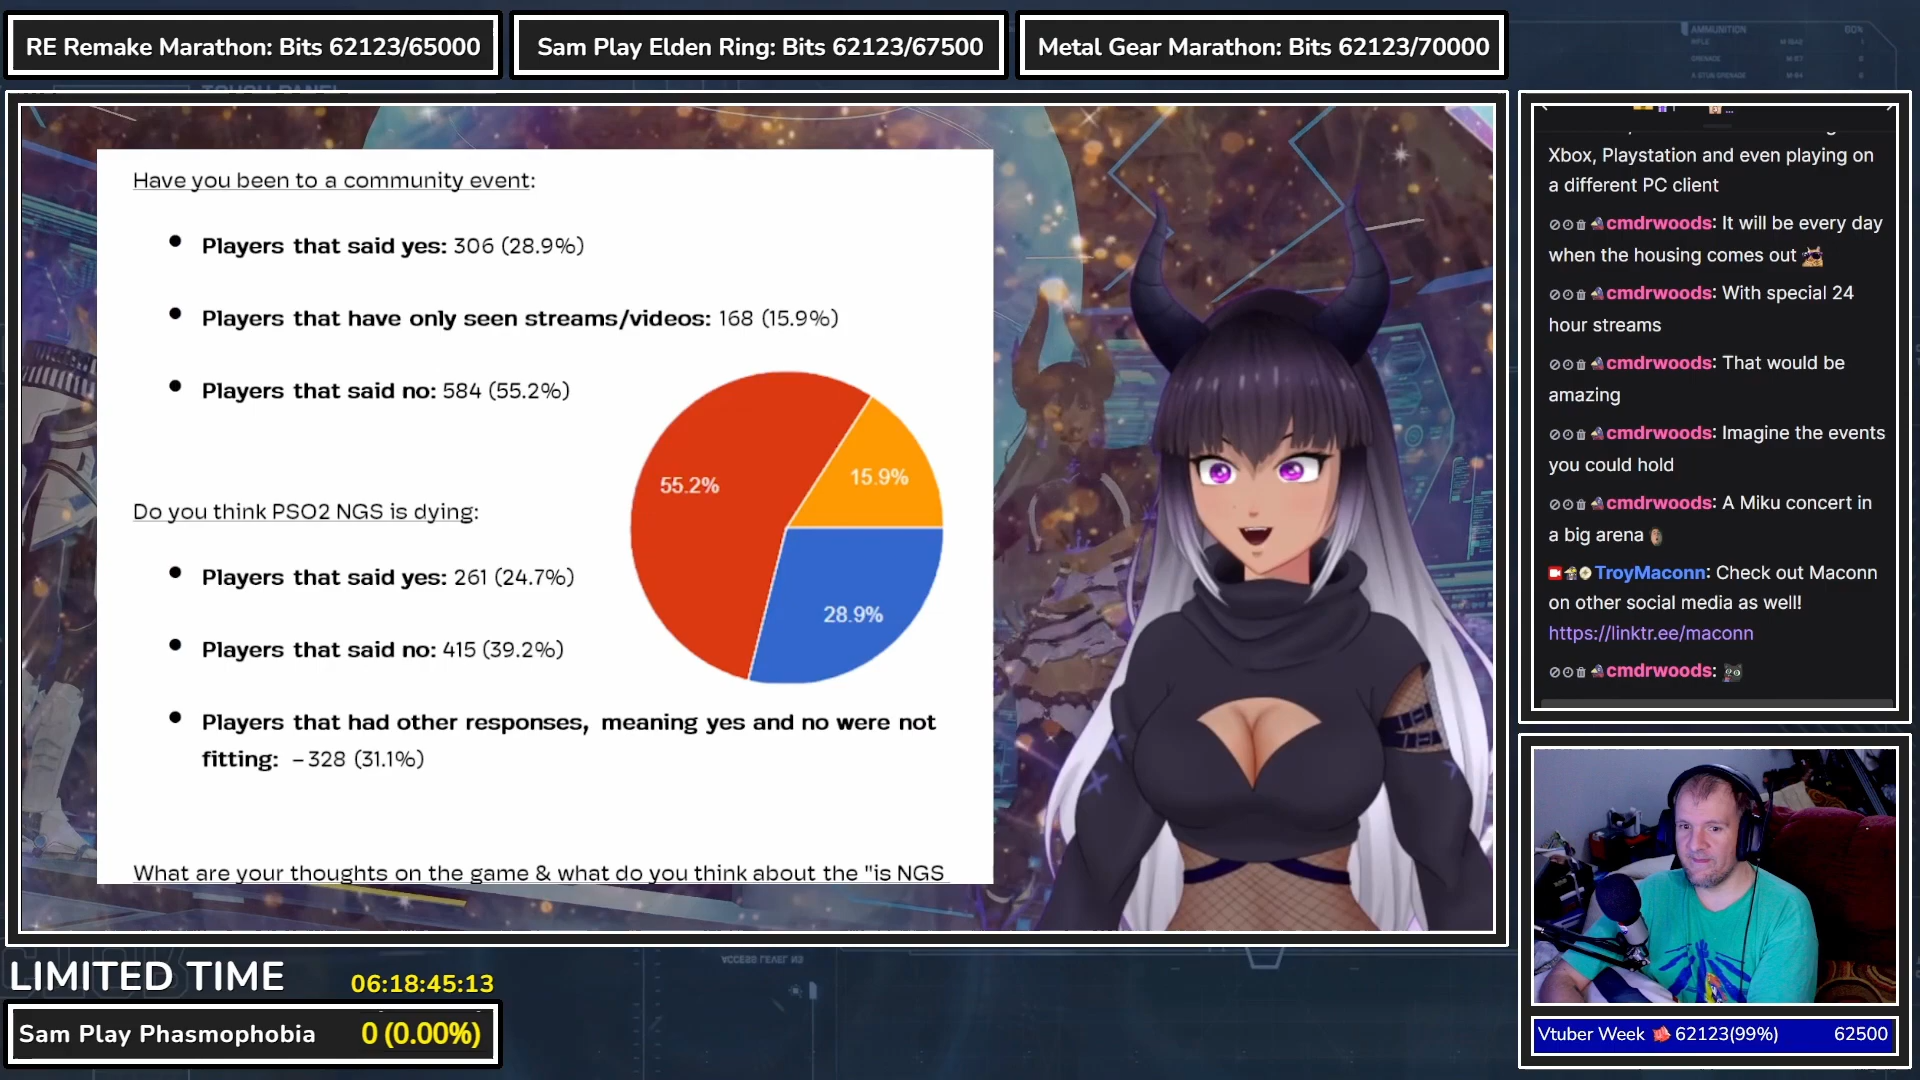 RE Remake Marathon: Bits 62123/65000
Sam Play Elden Ring: Bits 62123/67500
Metal Gear Marathon: Bits 62123/70000
Have you been to a community event:
Players that said yes: 306 (28.9%)
Players that have only seen streams/videos: 168 (15.9%)
Players that said no: 584 (55.2%)
55.2%
15.9%
28.9%
Do you think PSO2 NGS is dying:
Players that said yes: 261 (24.7%)
Players that said no: 415 (39.2%)
Players that had other responses, meaning yes and no were not
fitting: – 328 (31.1%)
What are your thoughts on the game & what do you think about the "is NGS
Xbox, Playstation and even playing on
a different PC client
cmdrwoods: It will be every day
when the housing comes out
cmdrwoods: With special 24
hour streams
cmdrwoods: That would be
amazing
cmdrwoods: Imagine the events
you could hold
cmdrwoods: A Miku concert in
a big arena
TroyMaconn: Check out Maconn
on other social media as well!
https://linktr.ee/maconn
cmdrwoods:
LIMITED TIME
06:18:45:13
Sam Play Phasmophobia 0 (0.00%)
Vtuber Week 62123(99%) 62500